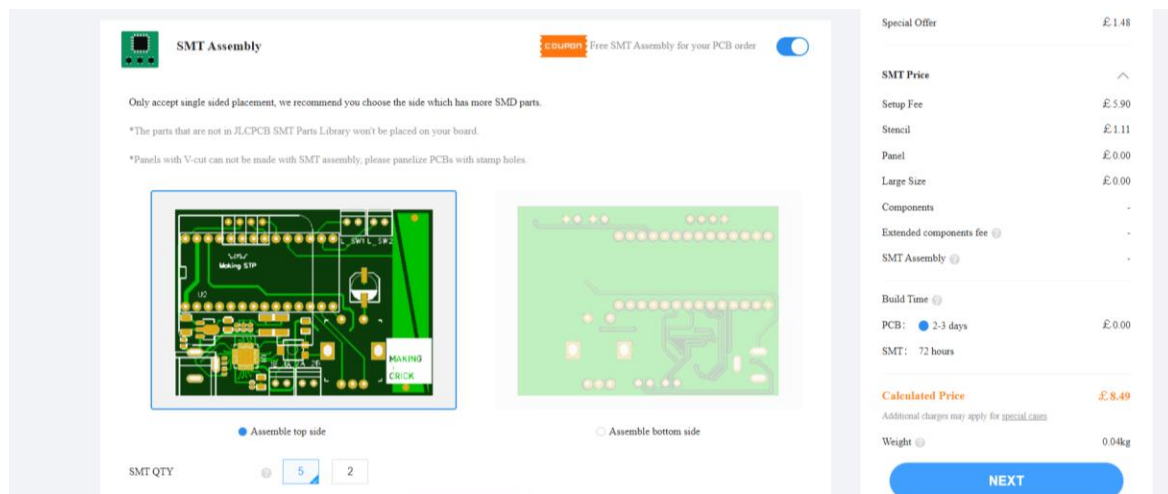 SMT Assembly
COUPON Free SMT Assembly for your PCB order
Only accept single sided placement, we recommend you choose the side which has more SMD parts.
*The parts that are not in JLCPCB SMT Parts Library won't be placed on your board.
*Panels with V-cut can not be made with SMT assembly, please panelize PCBs with stamp holes.
L_SW1 L_SW2
Making STP
U2
MAKING
CRICK
Assemble top side
Assemble bottom side
SMT QTY ? 5 2
Special Offer £1.48
SMT Price
Setup Fee £5.90
Stencil £1.11
Panel £0.00
Large Size £0.00
Components -
Extended components fee ? -
SMT Assembly ? -
Build Time ?
PCB: 2-3 days £0.00
SMT: 72 hours
Calculated Price £8.49
Additional charges may apply for special cases
Weight ? 0.04kg
NEXT